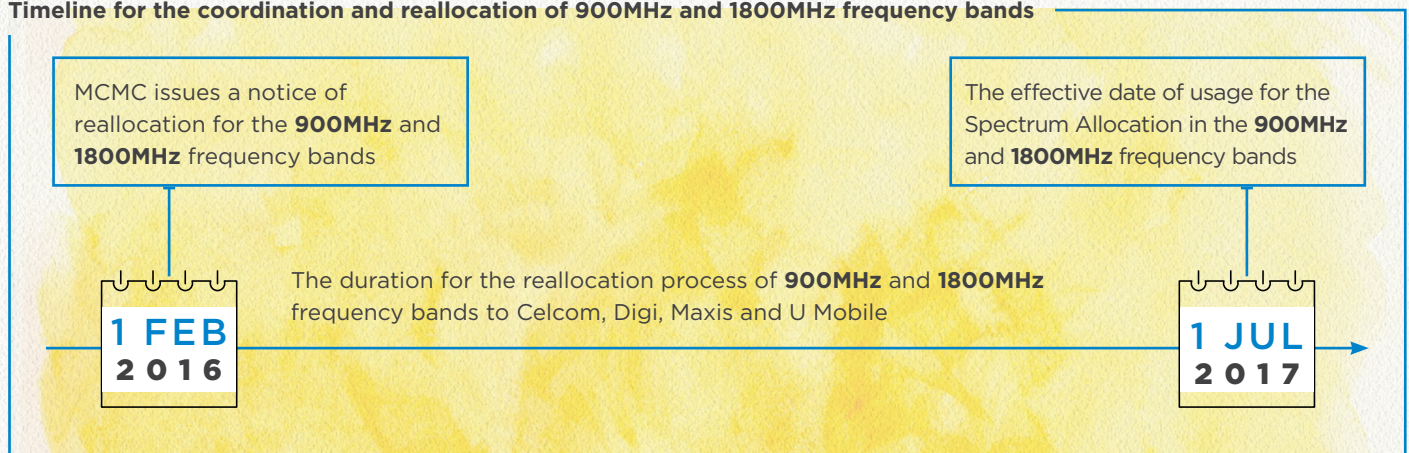 Timeline for the coordination and reallocation of 900MHz and 1800MHz frequency bands
MCMC issues a notice of
reallocation for the 900MHz and
1800MHz frequency bands
The effective date of usage for the
Spectrum Allocation in the 900MHz
and 1800MHz frequency bands
The duration for the reallocation process of 900MHz and 1800MHz
frequency bands to Celcom, Digi, Maxis and U Mobile
1 FEB
2016
1 JUL
2017